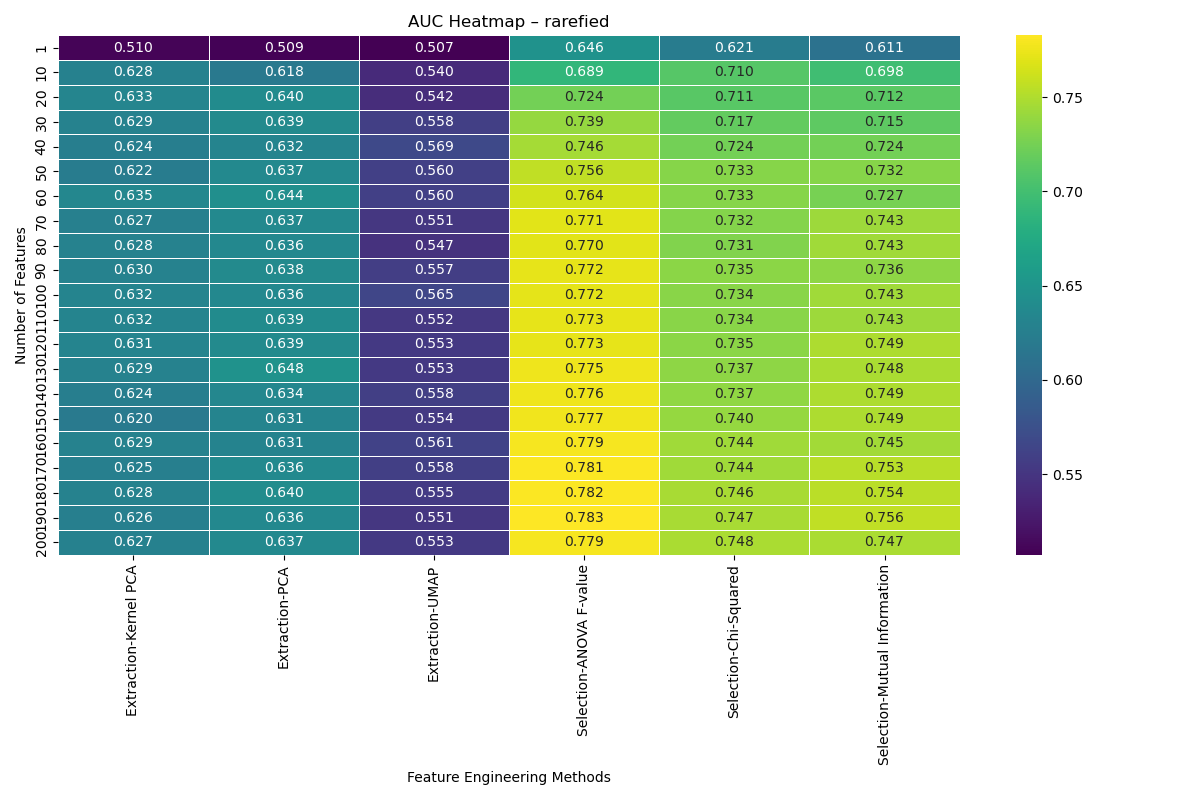 AUC Heatmap – rarefied
1 0.510 0.509 0.507 0.646 0.621 0.611
10 0.628 0.618 0.540 0.689 0.710 0.698
20 0.633 0.640 0.542 0.724 0.711 0.712
30 0.629 0.639 0.558 0.739 0.717 0.715
40 0.624 0.632 0.569 0.746 0.724 0.724
50 0.622 0.637 0.560 0.756 0.733 0.732
60 0.635 0.644 0.560 0.764 0.733 0.727
70 0.627 0.637 0.551 0.771 0.732 0.743
80 0.628 0.636 0.547 0.770 0.731 0.743
90 0.630 0.638 0.557 0.772 0.735 0.736
100 0.632 0.636 0.565 0.772 0.734 0.743
110 0.632 0.639 0.552 0.773 0.734 0.743
120 0.631 0.639 0.553 0.773 0.735 0.749
130 0.629 0.648 0.553 0.775 0.737 0.748
140 0.624 0.634 0.558 0.776 0.737 0.749
150 0.620 0.631 0.554 0.777 0.740 0.749
160 0.629 0.631 0.561 0.779 0.744 0.745
170 0.625 0.636 0.558 0.781 0.744 0.753
180 0.628 0.640 0.555 0.782 0.746 0.754
190 0.626 0.636 0.551 0.783 0.747 0.756
200 0.627 0.637 0.553 0.779 0.748 0.747
Number of Features
Extraction-Kernel PCA
Extraction-PCA
Extraction-UMAP
Selection-ANOVA F-value
Selection-Chi-Squared
Selection-Mutual Information
Feature Engineering Methods
0.75
0.70
0.65
0.60
0.55